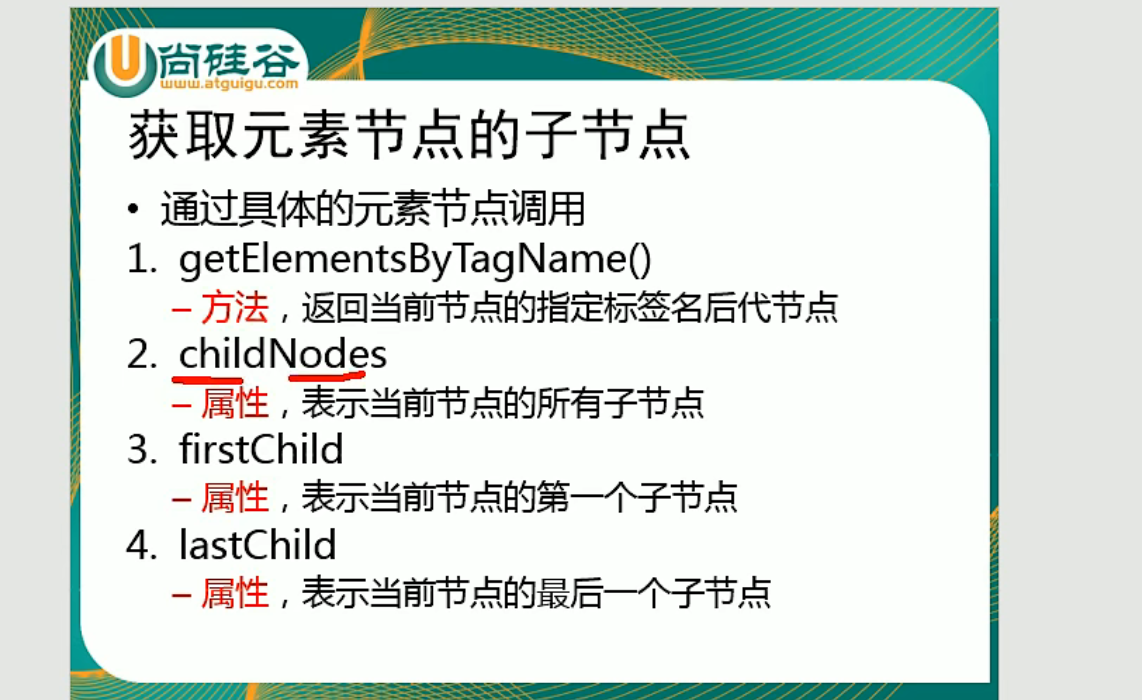 尚硅谷
www.atguigu.com
获取元素节点的子节点
• 通过具体的元素节点调用
1. getElementsByTagName()
– 方法，返回当前节点的指定标签名后代节点
2. childNodes
– 属性，表示当前节点的所有子节点
3. firstChild
– 属性，表示当前节点的第一个子节点
4. lastChild
– 属性，表示当前节点的最后一个子节点